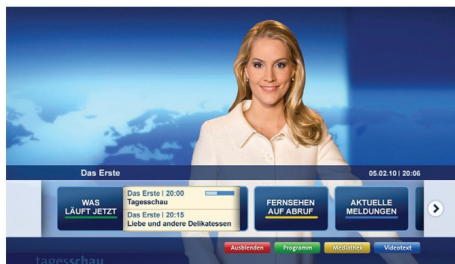 Das Erste
05.02.10 | 20:06
WAS
LÄUFT JETZT
Das Erste | 20:00
Tagesschau
Das Erste | 20:15
Liebe und andere Delikatessen
FERNSEHEN
AUF ABRUF
AKTUELLE
MELDUNGEN
Ausblenden Programm Mediathek Videotext
tagesschau